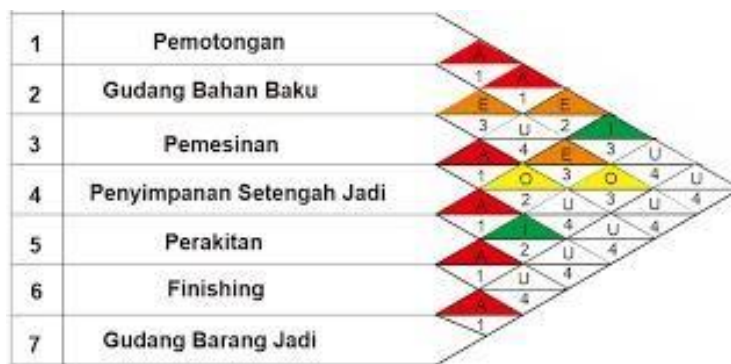 1 Pemotongan
A
1 A
2 Gudang Bahan Baku
E 1 E
3 U 2 I
3 Pemesinan
A 4 E 3 U
1 O 3 O 4 U
4 Penyimpanan Setengah Jadi
A 2 U 3 U 4
1 I 4 U 4
5 Perakitan
A 2 U 4
1 U 4
6 Finishing
A 4
1
7 Gudang Barang Jadi